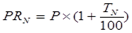 PR_N = P × (1 + T_N/100)